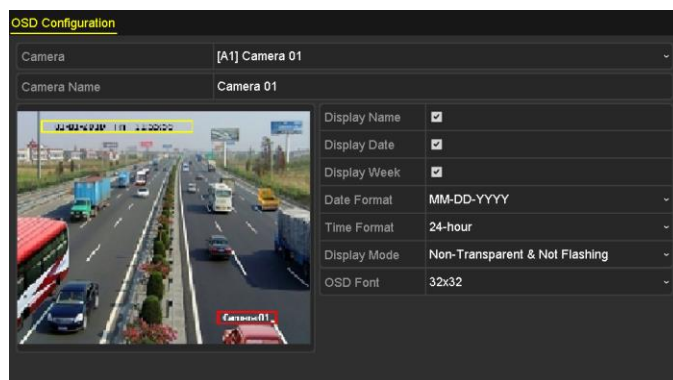 OSD Configuration
Camera [A1] Camera 01
Camera Name Camera 01
Display Name
Display Date
Display Week
Date Format MM-DD-YYYY
Time Format 24-hour
Display Mode Non-Transparent & Not Flashing
OSD Font 32x32
Camera01